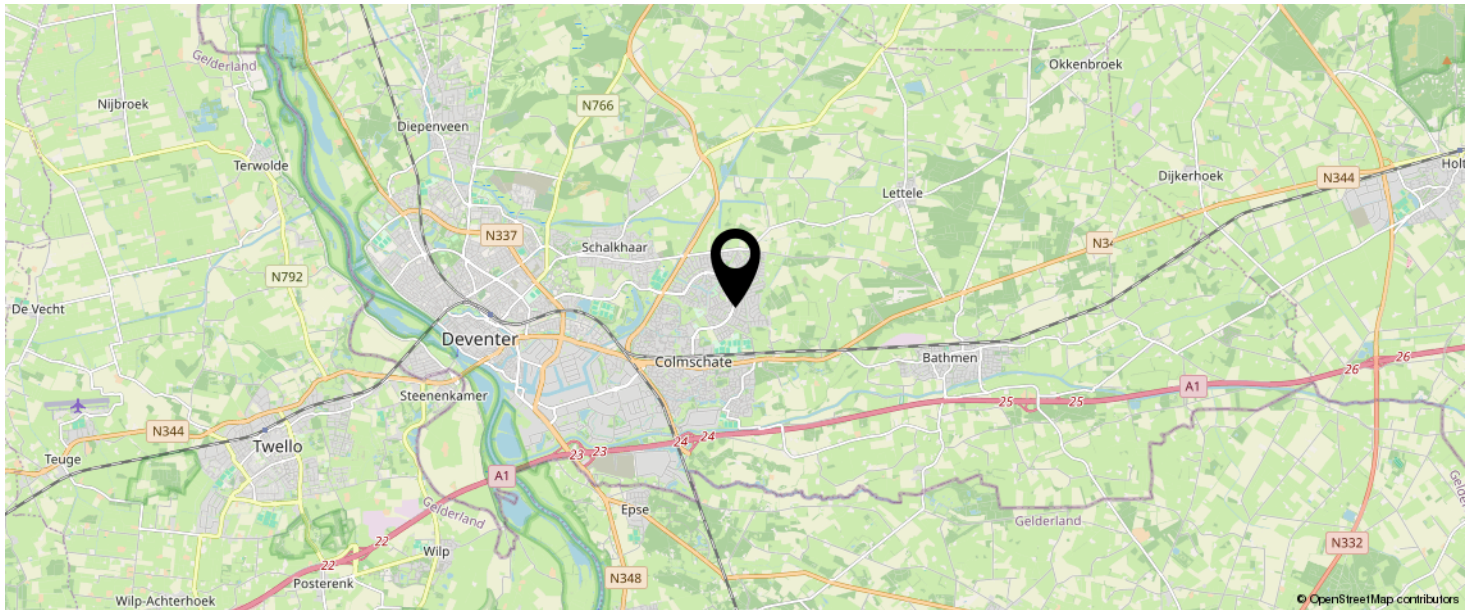 Gelderland
Okkenbroek
Nijbroek
N766
Diepenveen
Terwolde
Dijkerhoek
N344
Holt
Lettele
N337
Schalkhaar
N34
N792
De Vecht
Deventer
Colmschate
Bathmen
26
26
A1
Steenenkamer
25
25
N344
Twello
Teuge
24
24
23
23
A1
Gelderland
Epse
Gelderland
Gelderland
22
22
Wilp
N332
N348
Posterenk
Wilp-Achterhoek
© OpenStreetMap contributors